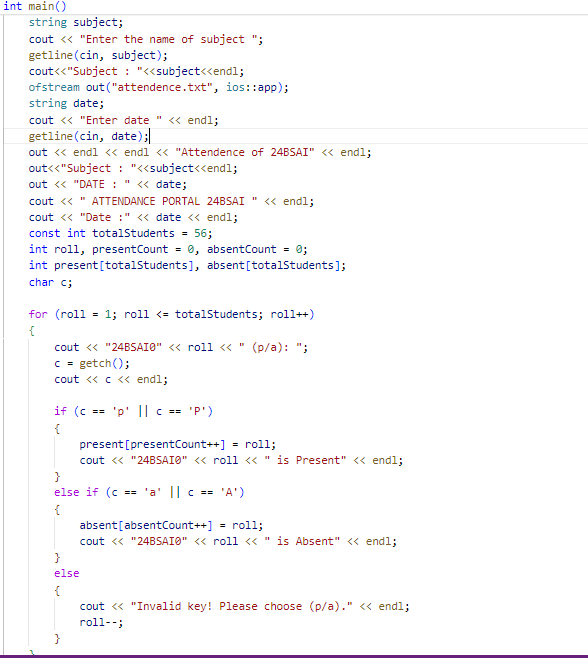 int main()
    string subject;
    cout << "Enter the name of subject ";
    getline(cin, subject);
    cout<<"Subject : "<<subject<<endl;
    ofstream out("attendence.txt", ios::app);
    string date;
    cout << "Enter date " << endl;
    getline(cin, date);
    out << endl << endl << "Attendence of 24BSAI" << endl;
    out<<"Subject : "<<subject<<endl;
    out << "DATE : " << date;
    cout << " ATTENDANCE PORTAL 24BSAI " << endl;
    cout << "Date :" << date << endl;
    const int totalStudents = 56;
    int roll, presentCount = 0, absentCount = 0;
    int present[totalStudents], absent[totalStudents];
    char c;

    for (roll = 1; roll <= totalStudents; roll++)
    {
        cout << "24BSAI0" << roll << " (p/a): ";
        c = getch();
        cout << c << endl;

        if (c == 'p' || c == 'P')
        {
            present[presentCount++] = roll;
            cout << "24BSAI0" << roll << " is Present" << endl;
        }
        else if (c == 'a' || c == 'A')
        {
            absent[absentCount++] = roll;
            cout << "24BSAI0" << roll << " is Absent" << endl;
        }
        else
        {
            cout << "Invalid key! Please choose (p/a)." << endl;
            roll--;
        }